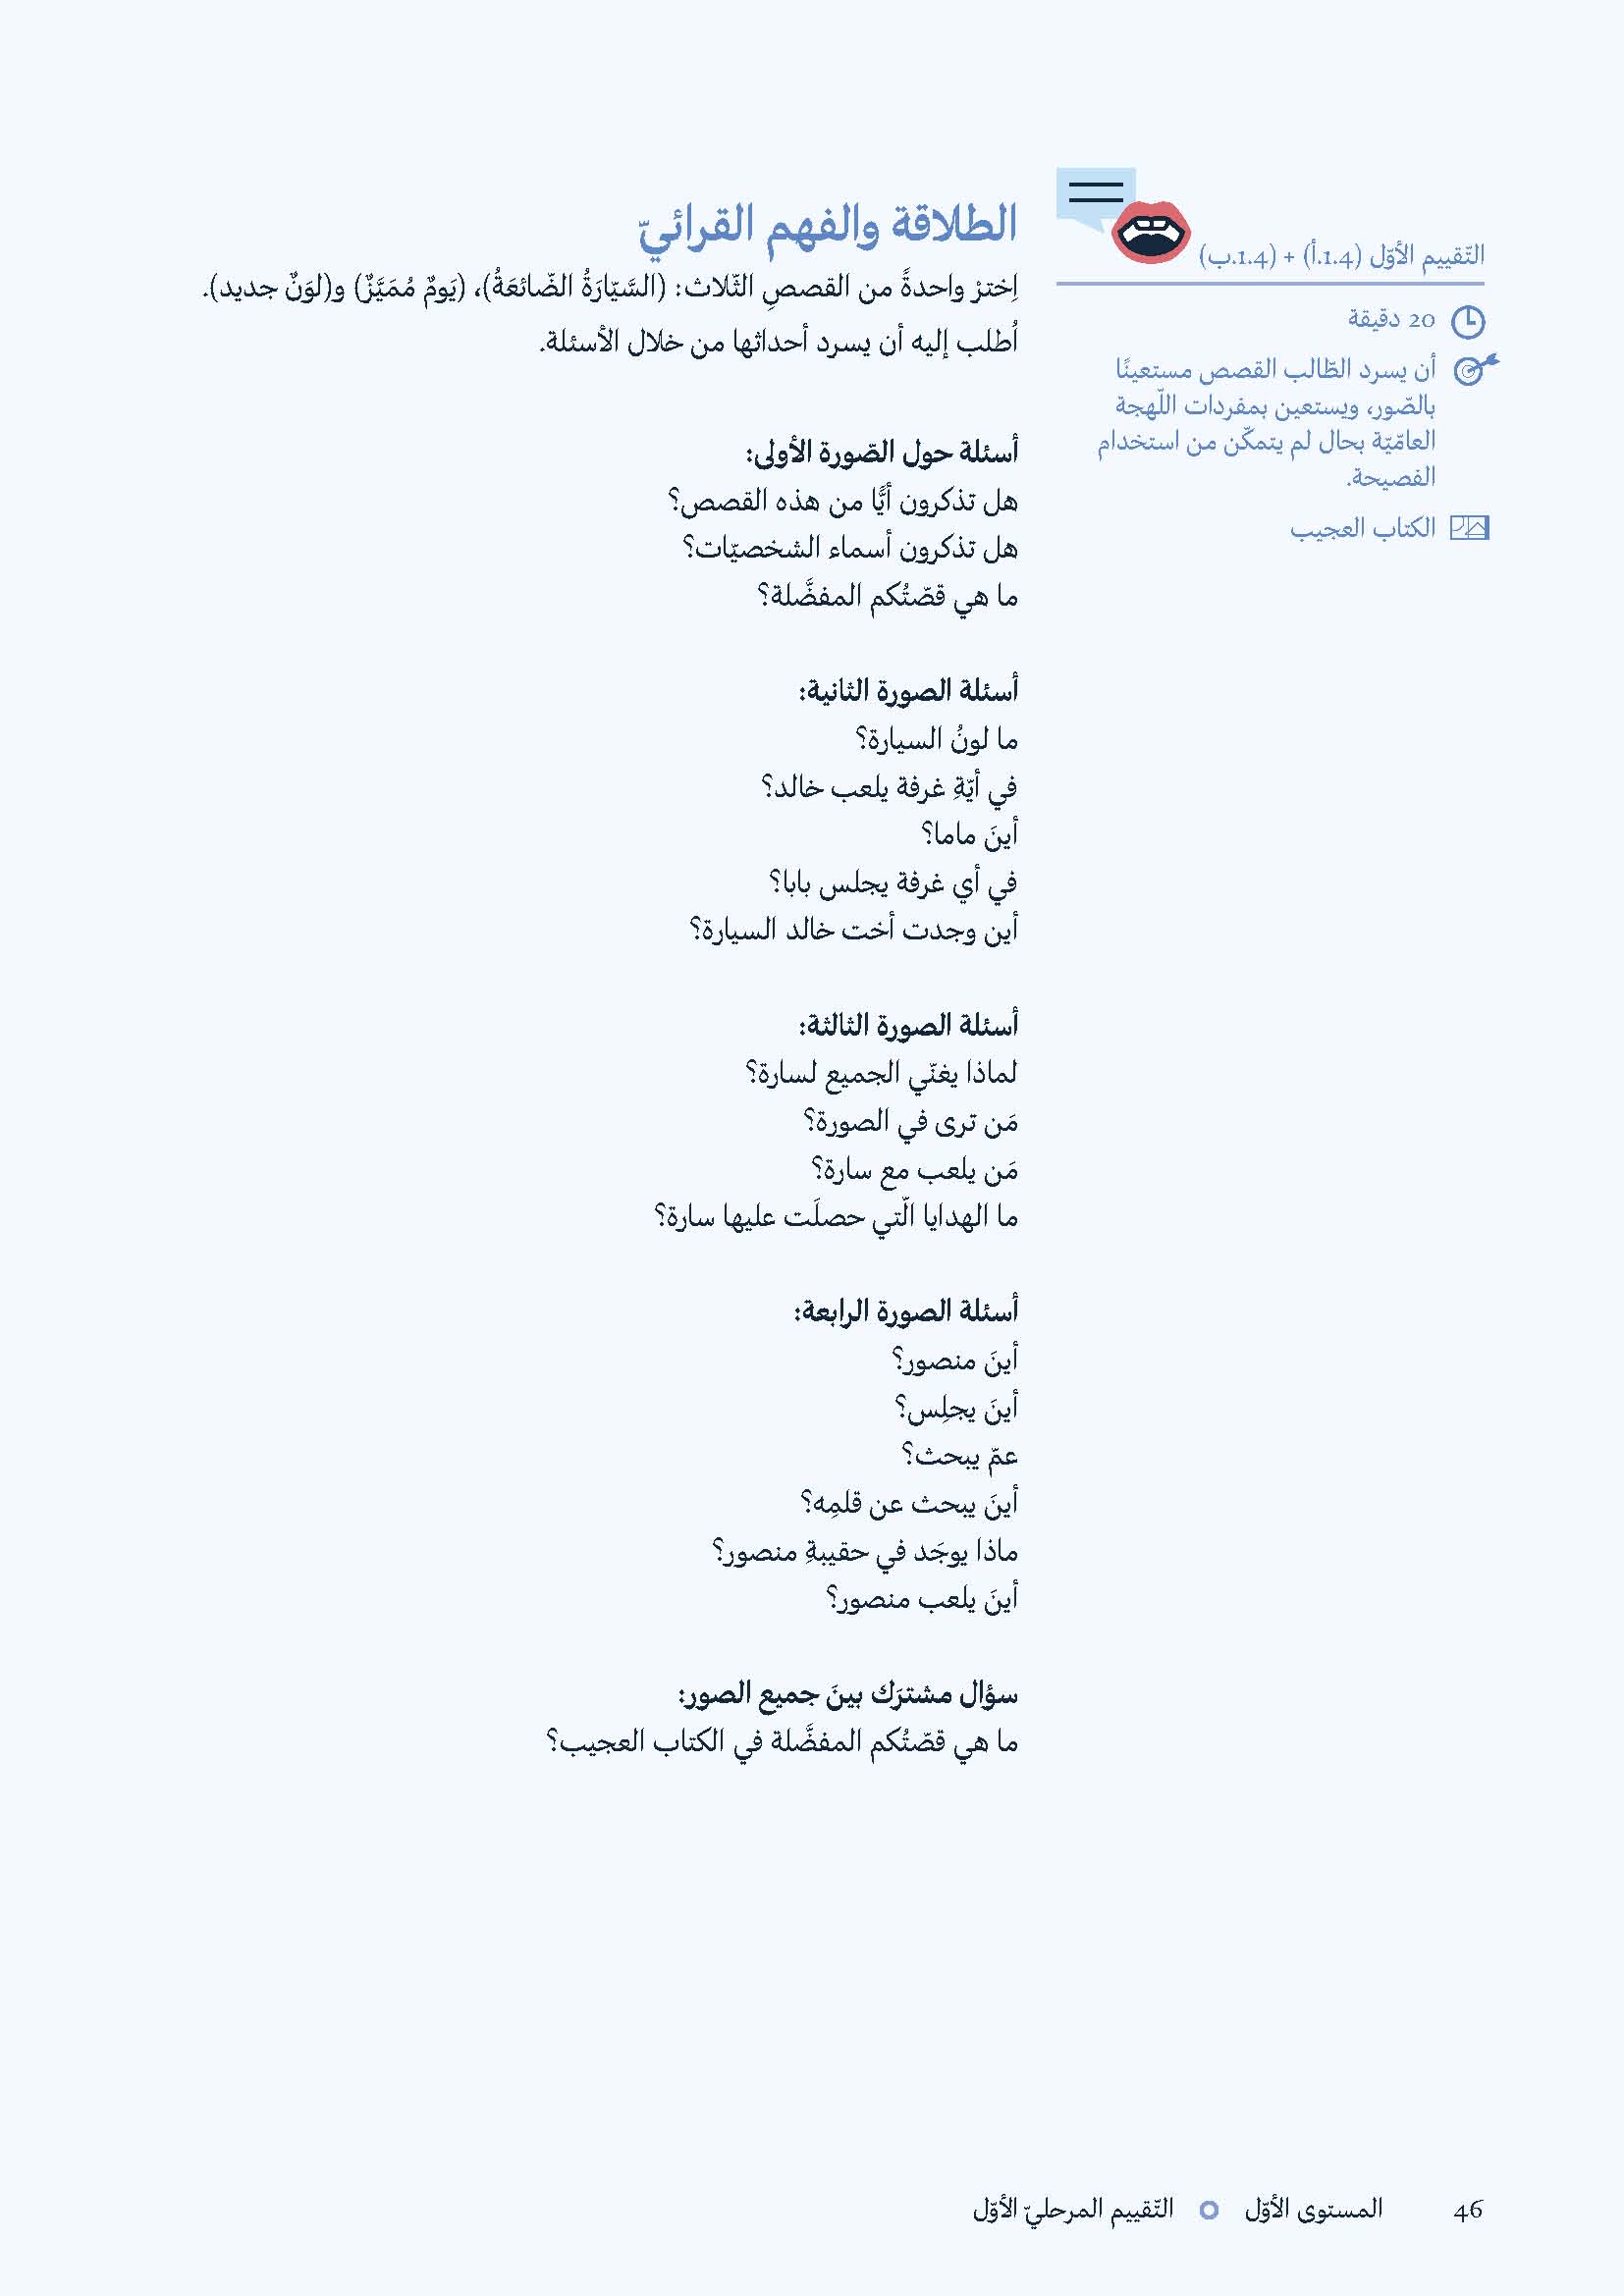 التّقييم الأوّل (1.4.أ) + (1.4.ب)
20 دقيقة
أن يسرد الطّالب القصص مستعينًا
بالصّور، ويستعين بمفردات اللّهجة
العامّيّة بحال لم يتمكّن من استخدام
الفصيحة.
الكتاب العجيب
الطلاقة والفهم القرائيّ
اِخترْ واحدةً من القصصِ الثّلاث: (السَّيّارَةُ الضّائعَةُ)، (يَومٌ مُمَيَّزٌ) و(لوَنٌ جديد).
اُطلب إليه أن يسرد أحداثها من خلال الأسئلة.
أسئلة حول الصّورة الأولى:
هل تذكرون أيًّا من هذه القصص؟
هل تذكرون أسماء الشخصيّات؟
ما هي قصّتُكم المفضَّلة؟
أسئلة الصورة الثانية:
ما لونُ السيارة؟
في أيّةِ غرفة يلعب خالد؟
أينَ ماما؟
في أي غرفة يجلس بابا؟
أين وجدت أخت خالد السيارة؟
أسئلة الصورة الثالثة:
لماذا يغنّي الجميع لسارة؟
مَن ترى في الصورة؟
مَن يلعب مع سارة؟
ما الهدايا الّتي حصلَت عليها سارة؟
أسئلة الصورة الرابعة:
أينَ منصور؟
أينَ يجلِس؟
عمّ يبحث؟
أينَ يبحث عن قلمِه؟
ماذا يوجَد في حقيبةِ منصور؟
أينَ يلعب منصور؟
سؤال مشترَك بينَ جميع الصور:
ما هي قصّتُكم المفضَّلة في الكتاب العجيب؟
46 المستوى الأوّل التّقييم المرحليّ الأوّل